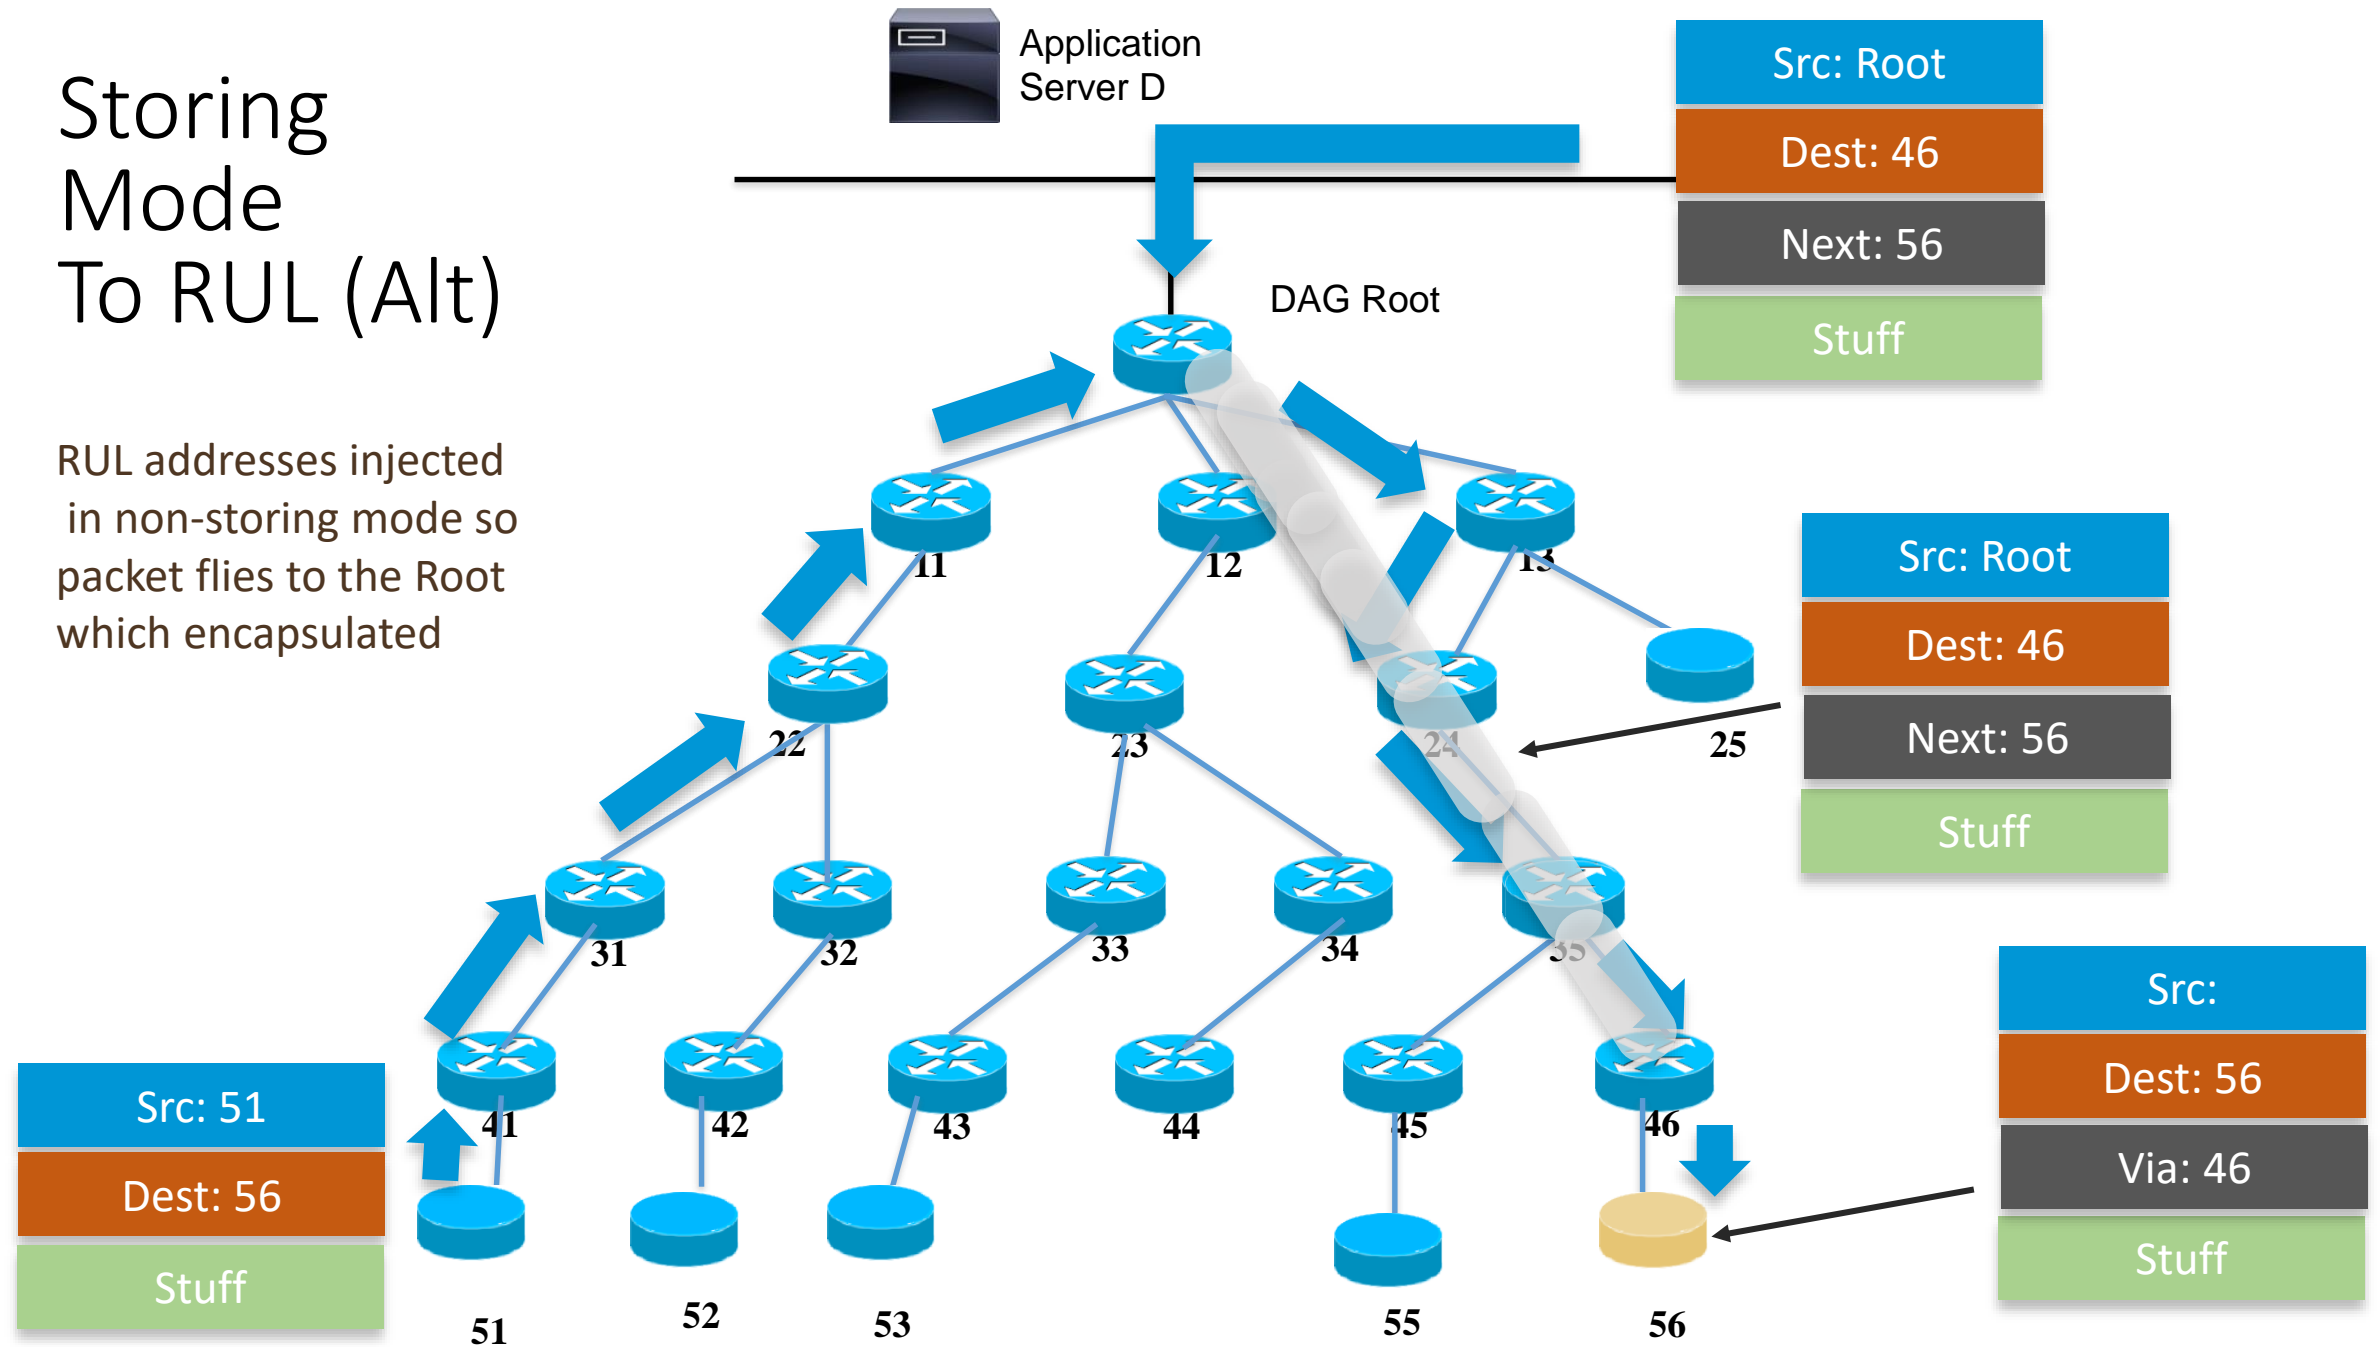 Storing
Mode
To RUL (Alt)
RUL addresses injected
in non-storing mode so
packet flies to the Root
which encapsulated
Application
Server D
DAG Root
Src: Root
Dest: 46
Next: 56
Stuff
11
12
13
Src: Root
Dest: 46
Next: 56
Stuff
22
23
24
25
31
32
33
34
35
Src:
Dest: 56
Via: 46
Stuff
41
42
43
44
45
46
Src: 51
Dest: 56
Stuff
51
52
53
55
56